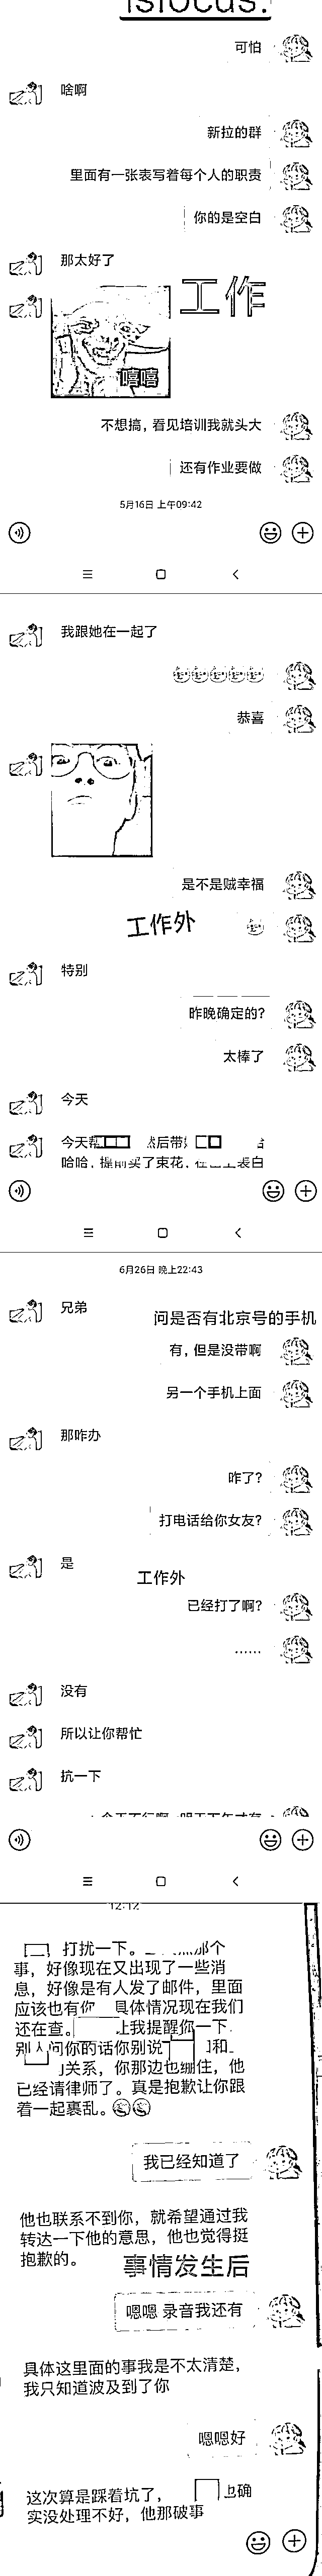 isfocus.
可怕
啥啊
新拉的群
里面有一张表写着每个人的职责
你的是空白
那太好了
工作
嘻嘻
不想搞，看见培训我就头大
还有作业要做
5月16日 上午09:42
我跟她在一起了
恭喜
是不是贼幸福
工作外
特别
昨晚确定的？
太棒了
今天
今天 然后带
哈哈，提前买了束花， 表白
6月26日 晚上22:43
兄弟
问是否有北京号的手机
有，但是没带啊
另一个手机上面
那咋办
咋了？
打电话给你女友？
是
工作外
已经打了啊？
……
没有
所以让你帮忙
抗一下
12:12
打扰一下。 那个
事，好像现在又出现了一些消
息，好像是有人发了邮件，里面
应该也有你 具体情况现在我们
还在查。 让我提醒你一下.
别人问你的话你别说 和
关系，你那边也绷住，他
已经请律师了。真是抱歉让你跟
着一起裹乱。
我已经知道了
他也联系不到你，就希望通过我
转达一下他的意思，他也觉得挺
抱歉的。
事情发生后
嗯嗯 录音我还有
具体这里面的事我是不太清楚，
我只知道波及到了你
嗯嗯好
这次算是踩着坑了， 也确
实没处理不好，他那破事